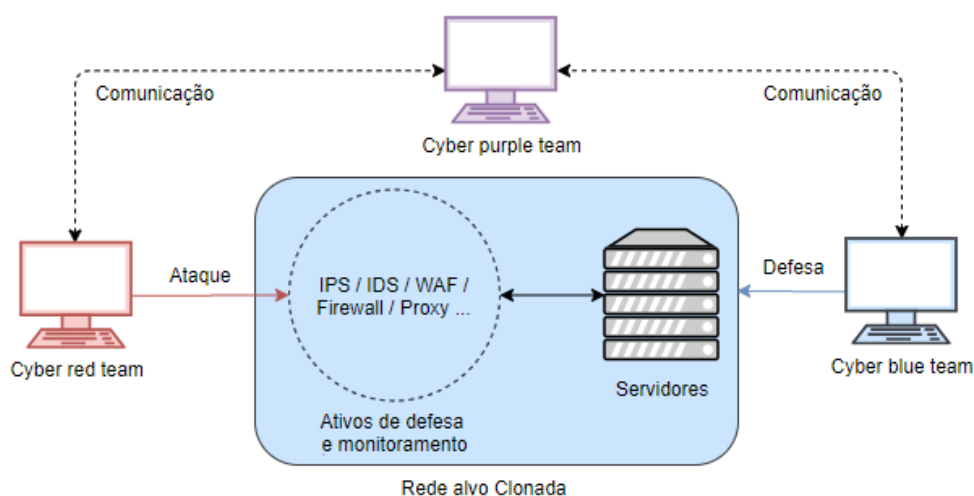 Comunicação
Comunicação
Cyber purple team
Ataque
IPS / IDS / WAF /
Firewall / Proxy ...
Defesa
Cyber red team
Servidores
Cyber blue team
Ativos de defesa
e monitoramento
Rede alvo Clonada